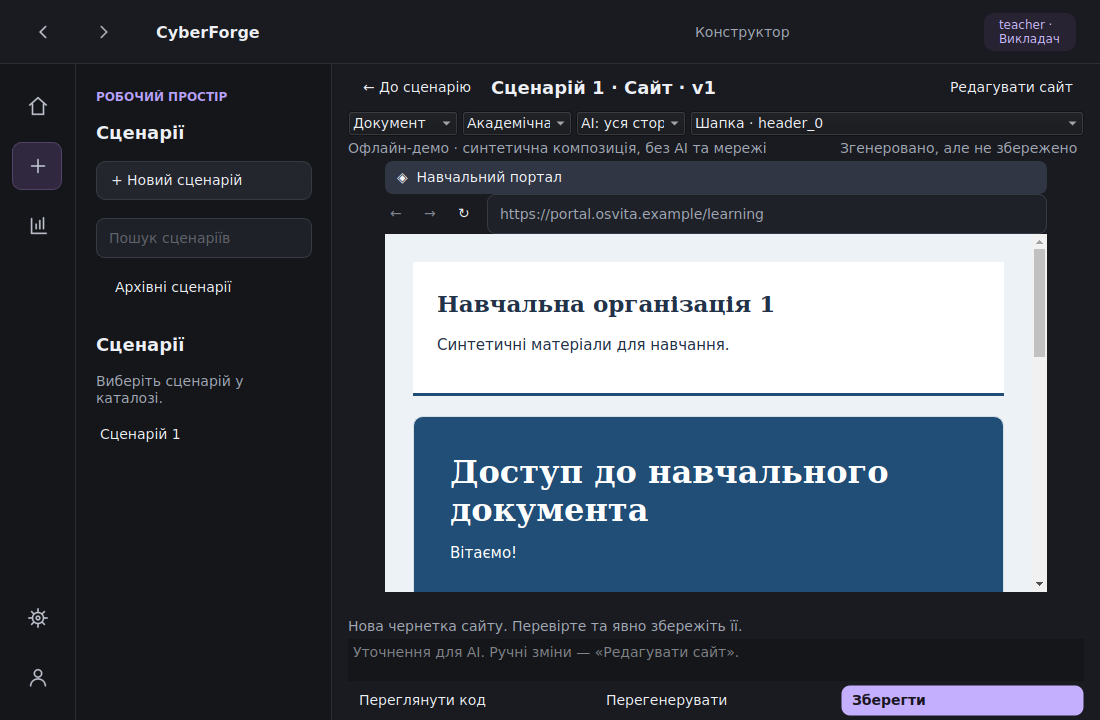 CyberForge
Конструктор
teacher ·
Викладач
РОБОЧИЙ ПРОСТІР
Сценарії
+ Новий сценарій
Пошук сценаріїв
Архівні сценарії
Сценарії
Виберіть сценарій у
каталозі.
Сценарій 1
← До сценарію
Сценарій 1 · Сайт · v1
Редагувати сайт
Документ
Академічна
AI: уся стор
Шапка · header_0
Офлайн-демо · синтетична композиція, без AI та мережі
Згенеровано, але не збережено
◈ Навчальний портал
← → ↻ https://portal.osvita.example/learning
Навчальна організація 1
Синтетичні матеріали для навчання.
Доступ до навчального
документа
Вітаємо!
Нова чернетка сайту. Перевірте та явно збережіть її.
Уточнення для AI. Ручні зміни — «Редагувати сайт».
Переглянути код
Перегенерувати
Зберегти